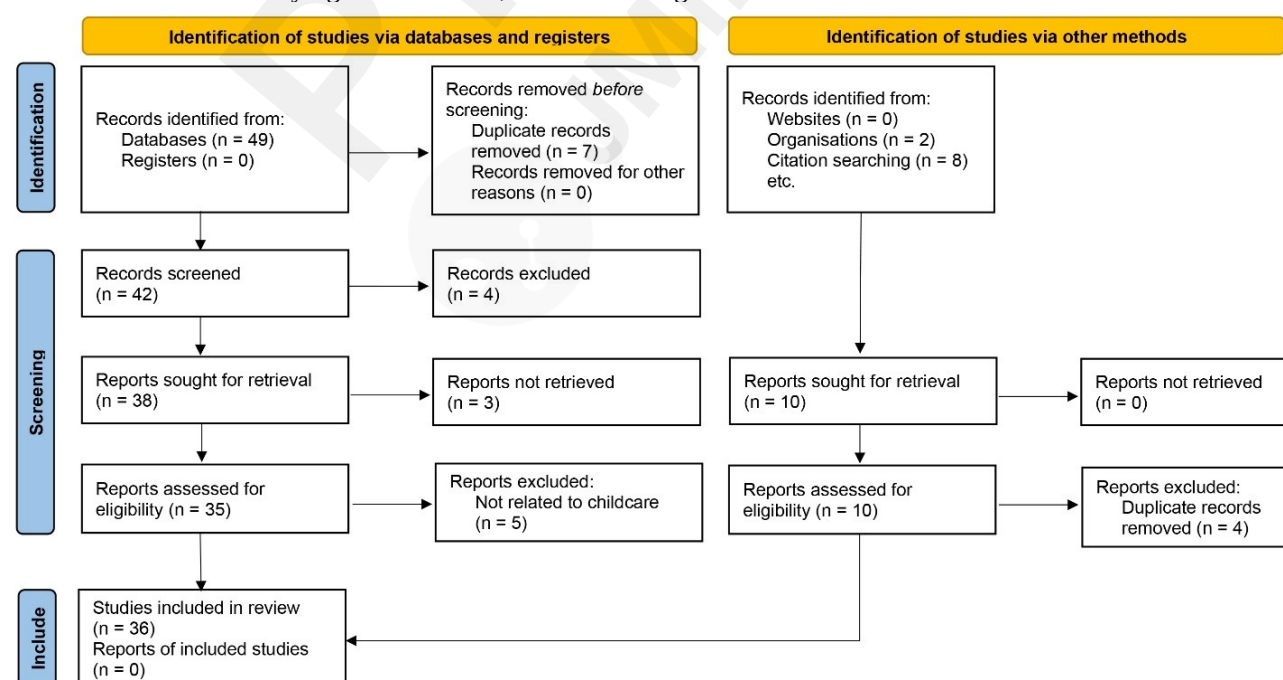 Identification of studies via databases and registers
Identification of studies via other methods
Identification
Records identified from:
Databases (n = 49)
Registers (n = 0)
Records removed before
screening:
Duplicate records
removed (n = 7)
Records removed for other
reasons (n = 0)
Records identified from:
Websites (n = 0)
Organisations (n = 2)
Citation searching (n = 8)
etc.
Screening
Records screened
(n = 42)
Records excluded
(n = 4)
Reports sought for retrieval
(n = 38)
Reports not retrieved
(n = 3)
Reports sought for retrieval
(n = 10)
Reports not retrieved
(n = 0)
Reports assessed for
eligibility (n = 35)
Reports excluded:
Not related to childcare
(n = 5)
Reports assessed for
eligibility (n = 10)
Reports excluded:
Duplicate records
removed (n = 4)
Include
Studies included in review
(n = 36)
Reports of included studies
(n = 0)